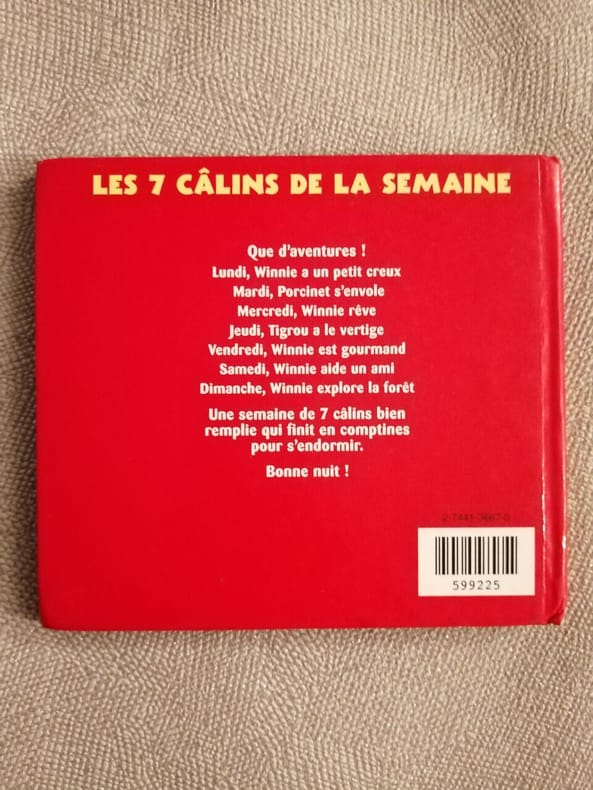 LES 7 CÂLINS DE LA SEMAINE
Que d'aventures !
Lundi, Winnie a un petit creux
Mardi, Porcinet s'envole
Mercredi, Winnie rêve
Jeudi, Tigrou a le vertige
Vendredi, Winnie est gourmand
Samedi, Winnie aide un ami
Dimanche, Winnie explore la forêt
Une semaine de 7 câlins bien
remplie qui finit en comptines
pour s'endormir.
Bonne nuit !
599225